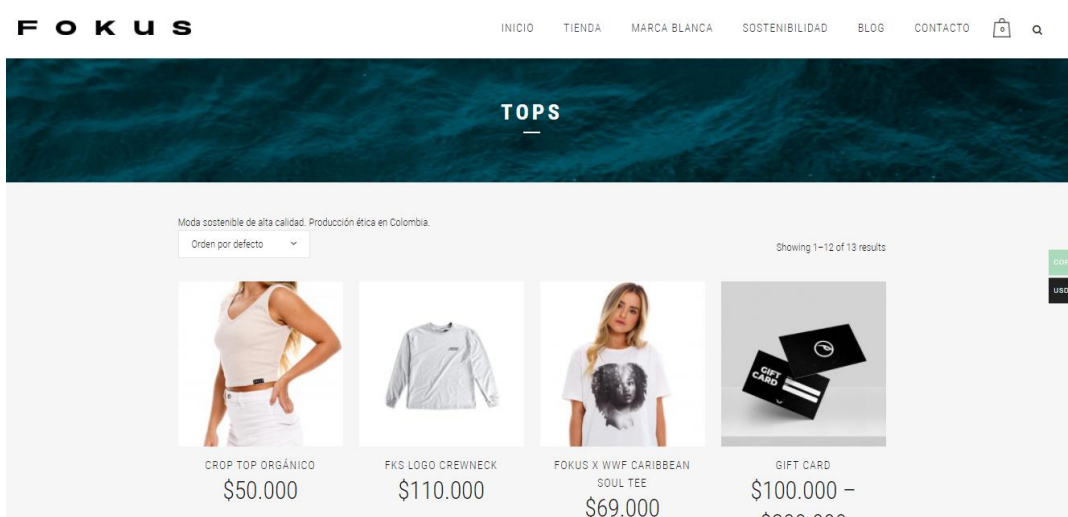 FOKUS
INICIO TIENDA MARCA BLANCA SOSTENIBILIDAD BLOG CONTACTO 0
TOPS
Moda sostenible de alta calidad. Producción ética en Colombia.
Orden por defecto
Showing 1–12 of 13 results
USD
GIFT CARD
CROP TOP ORGÁNICO
$50.000
FKS LOGO CREWNECK
$110.000
FOKUS X WWF CARIBBEAN
SOUL TEE
$69.000
GIFT CARD
$100.000 –